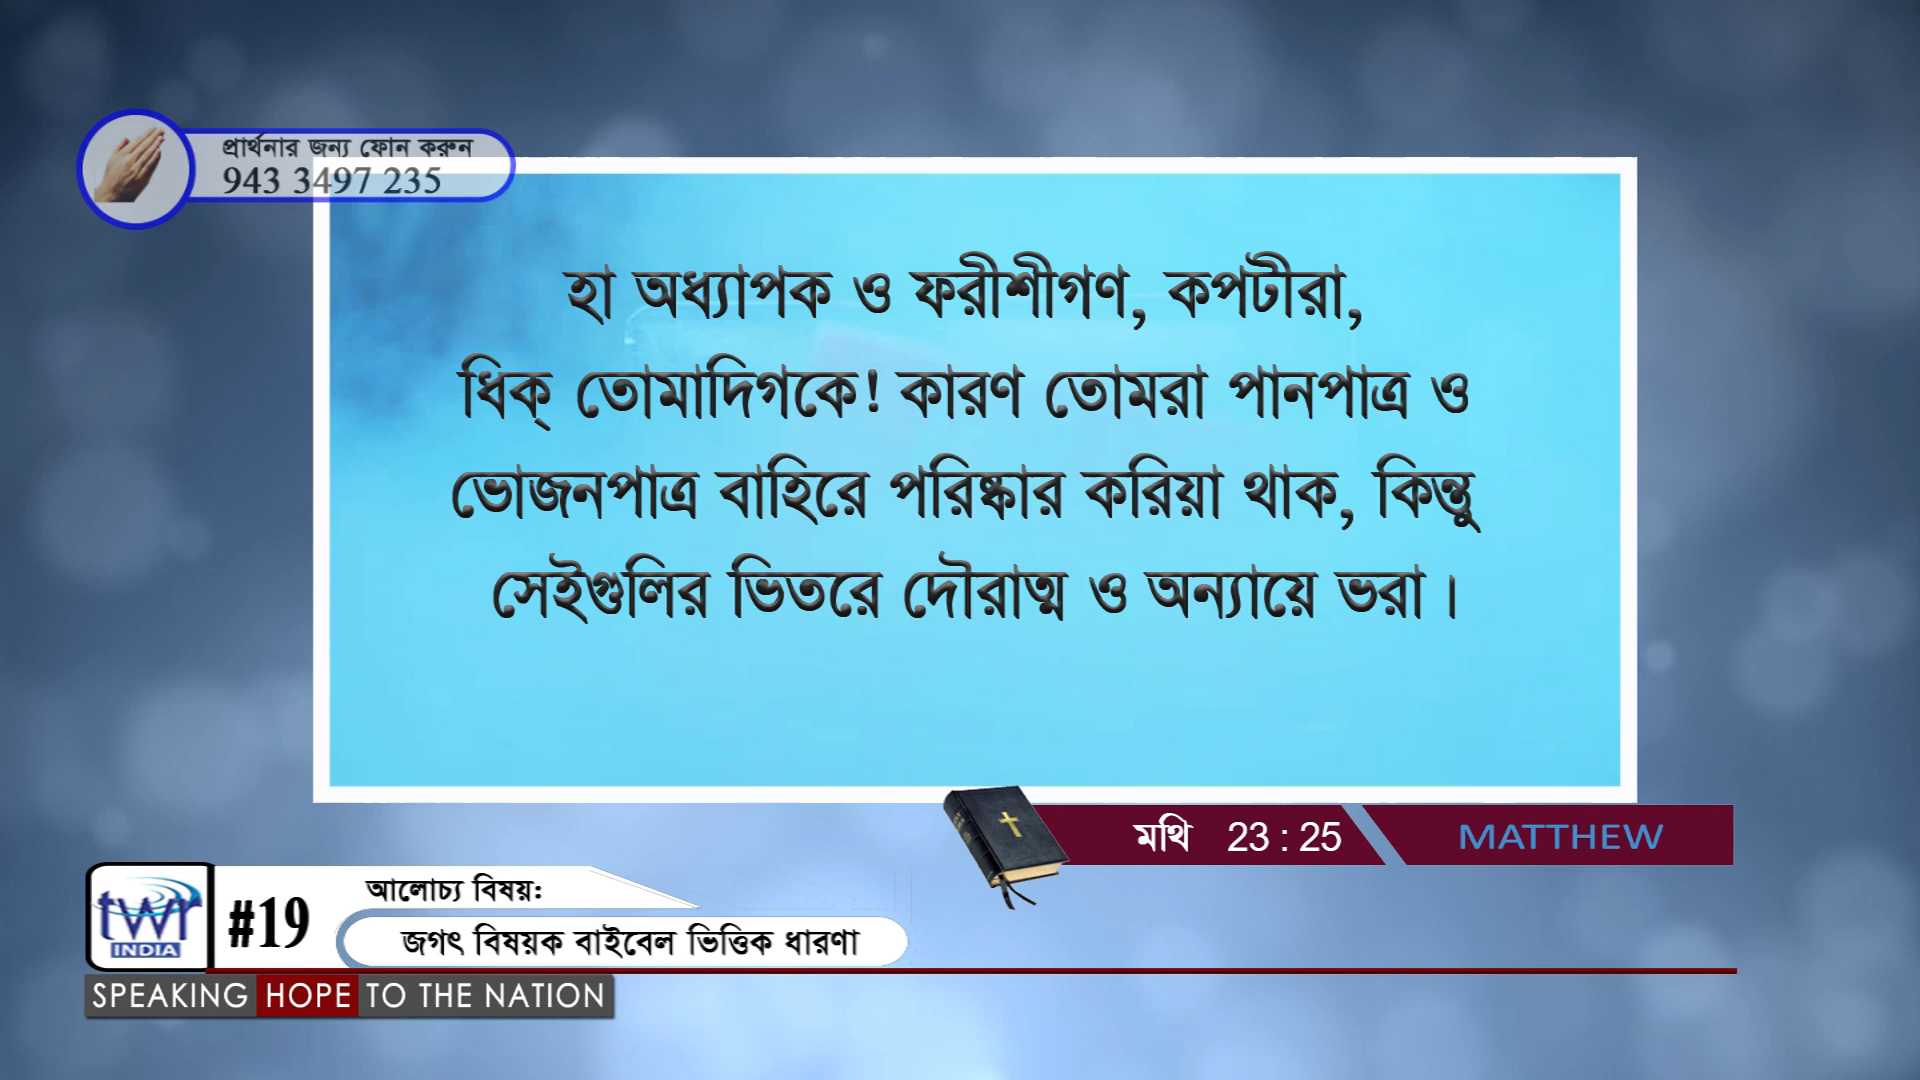 প্রার্থনার জন্য ফোন করুন
943 3497 235
হা অধ্যাপক ও ফরীশীগণ, কপটীরা,
ধিক্ তোমাদিগকে! কারণ তোমরা পানপাত্র ও
ভোজনপাত্র বাহিরে পরিষ্কার করিয়া থাক, কিন্তু
সেইগুলির ভিতরে দৌরাত্ম ও অন্যায়ে ভরা।
মথি 23 : 25 MATTHEW
twr
INDIA
#19
আলোচ্য বিষয়:
জগৎ বিষয়ক বাইবেল ভিত্তিক ধারণা
SPEAKING HOPE TO THE NATION